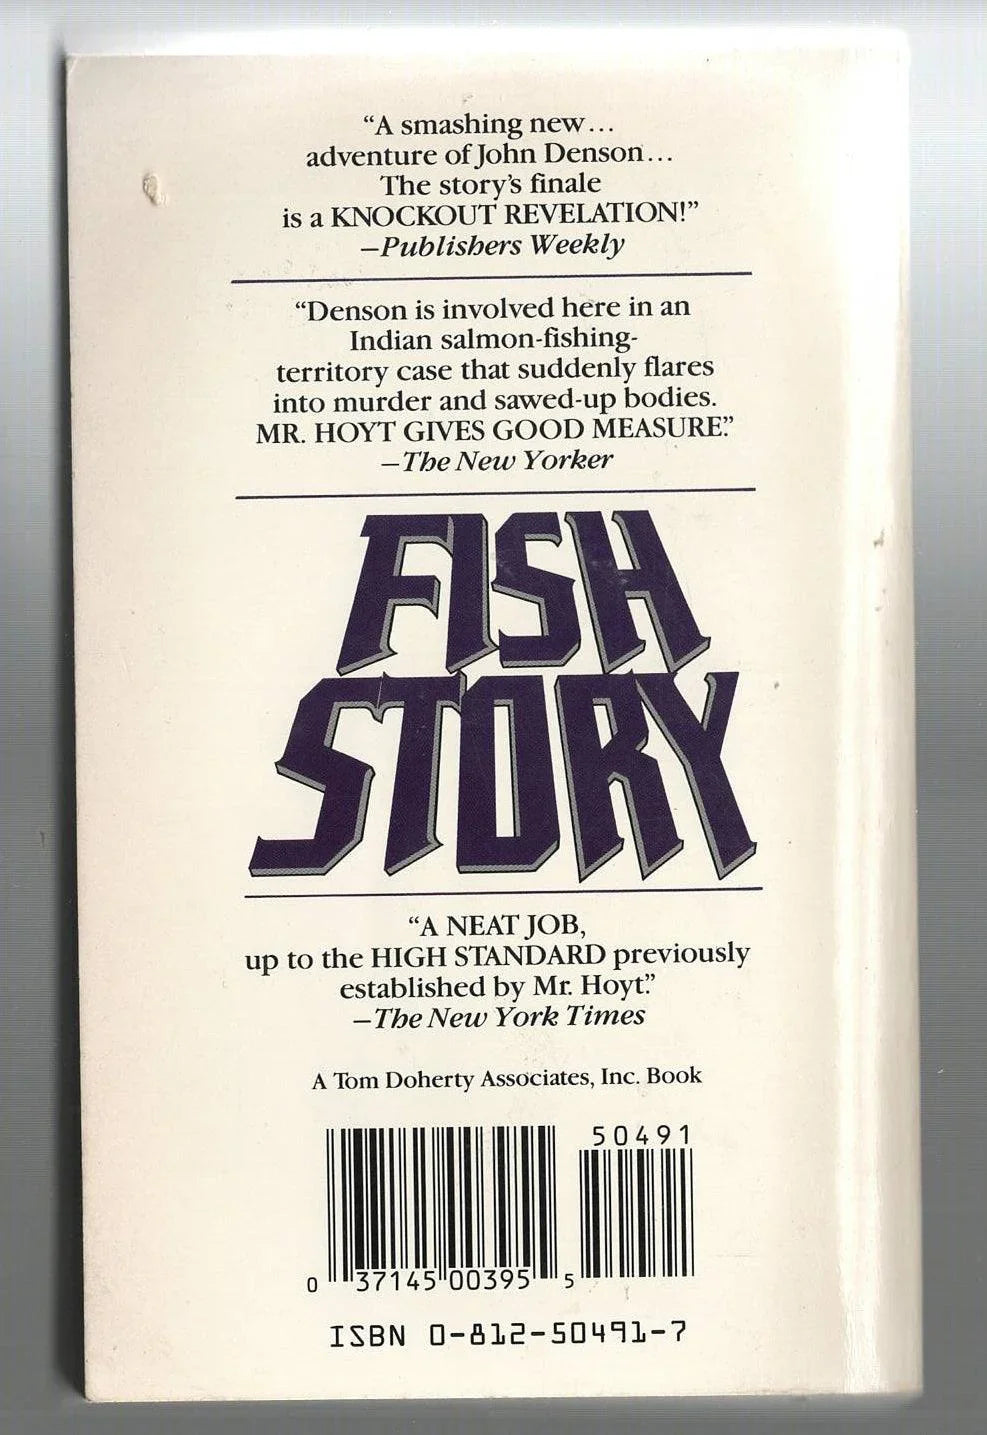 “A smashing new...
adventure of John Denson...
The story's finale
is a KNOCKOUT REVELATION!”
—Publishers Weekly
“Denson is involved here in an
Indian salmon-fishing-
territory case that suddenly flares
into murder and sawed-up bodies.
MR. HOYT GIVES GOOD MEASURE.”
—The New Yorker
FISH
STORY
“A NEAT JOB,
up to the HIGH STANDARD previously
established by Mr. Hoyt.”
—The New York Times
A Tom Doherty Associates, Inc. Book
50491
0 37145 00395 5
ISBN 0-812-50491-7